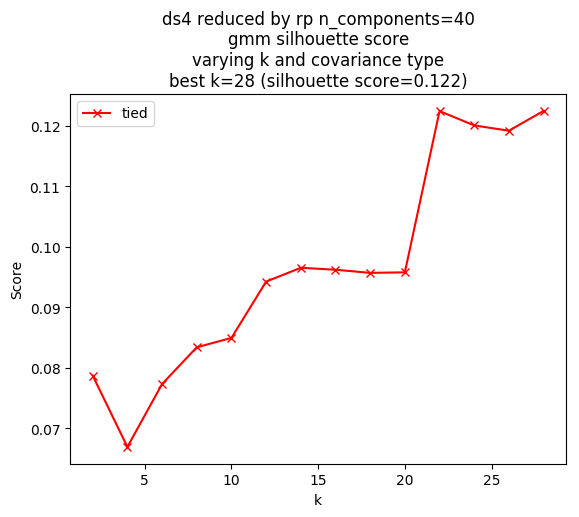 ds4 reduced by rp n_components=40
gmm silhouette score
varying k and covariance type
best k=28 (silhouette score=0.122)
tied
0.12
0.11
0.10
0.09
0.08
0.07
Score
5
10
15
20
25
k